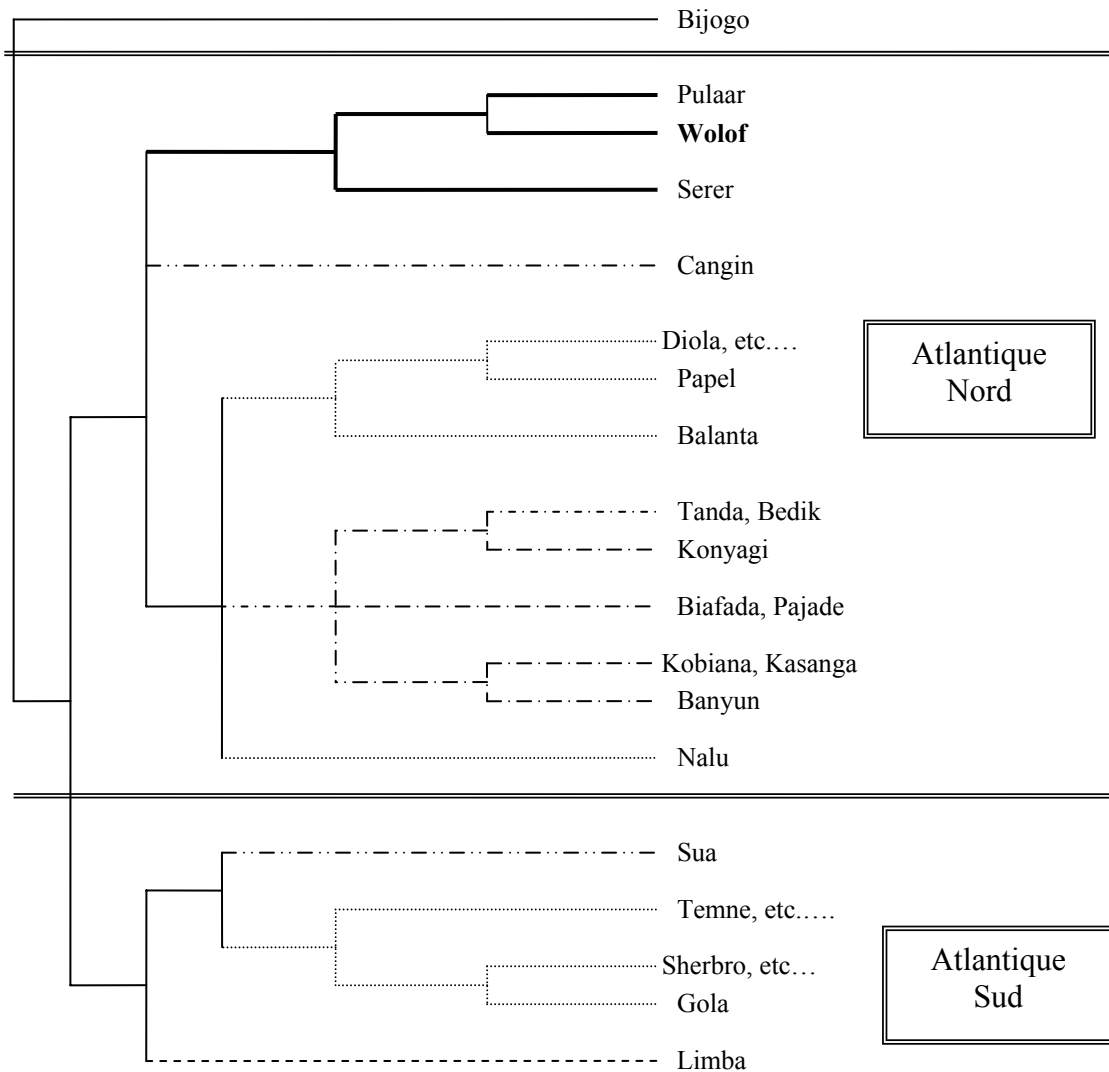 Bijogo
Pulaar
Wolof
Serer
Cangin
Diola, etc.…
Papel
Balanta
Atlantique
Nord
Tanda, Bedik
Konyagi
Biafada, Pajade
Kobiana, Kasanga
Banyun
Nalu
Sua
Temne, etc.….
Sherbro, etc…
Gola
Atlantique
Sud
Limba